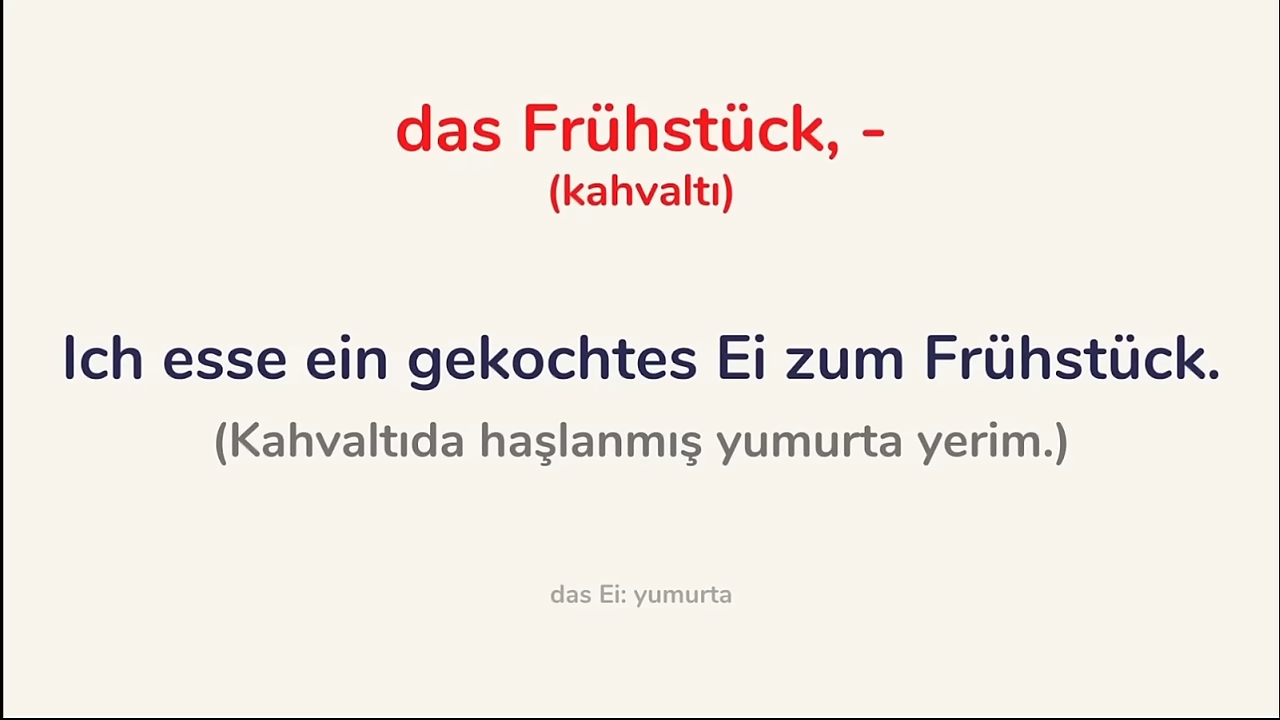 das Frühstück, -
(kahvaltı)
Ich esse ein gekochtes Ei zum Frühstück.
(Kahvaltıda haşlanmış yumurta yerim.)
das Ei: yumurta